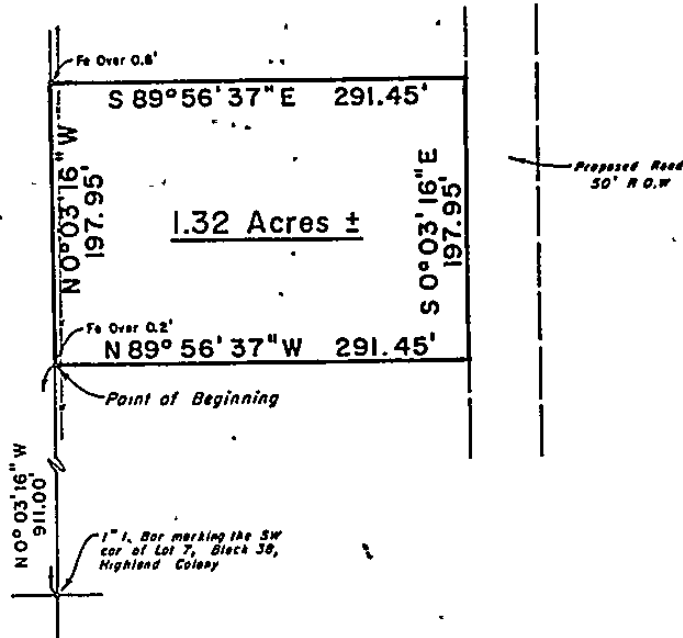 Fe Over 0.6'
S 89° 56' 37" E 291.45'
N 0° 03' 16" W
197.95'
1.32 Acres ±
S 0° 03' 16" E
197.95'
Proposed Road
50' R.O.W
Fe Over 0.2'
N 89° 56' 37" W 291.45'
Point of Beginning
N 0° 03' 16" W
911.00'
1" I. Bar marking the SW
cor of Lot 7, Block 38,
Highland Colony